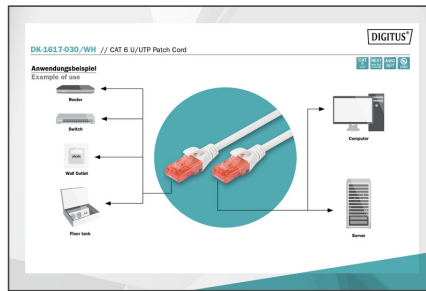 DIGITUS®
DK-1617-030/WH // CAT 6 U/UTP Patch Cord
Anwendungsbeispiel
Example of use
Router
Switch
Wall Outlet
Floor tank
Computer
Server